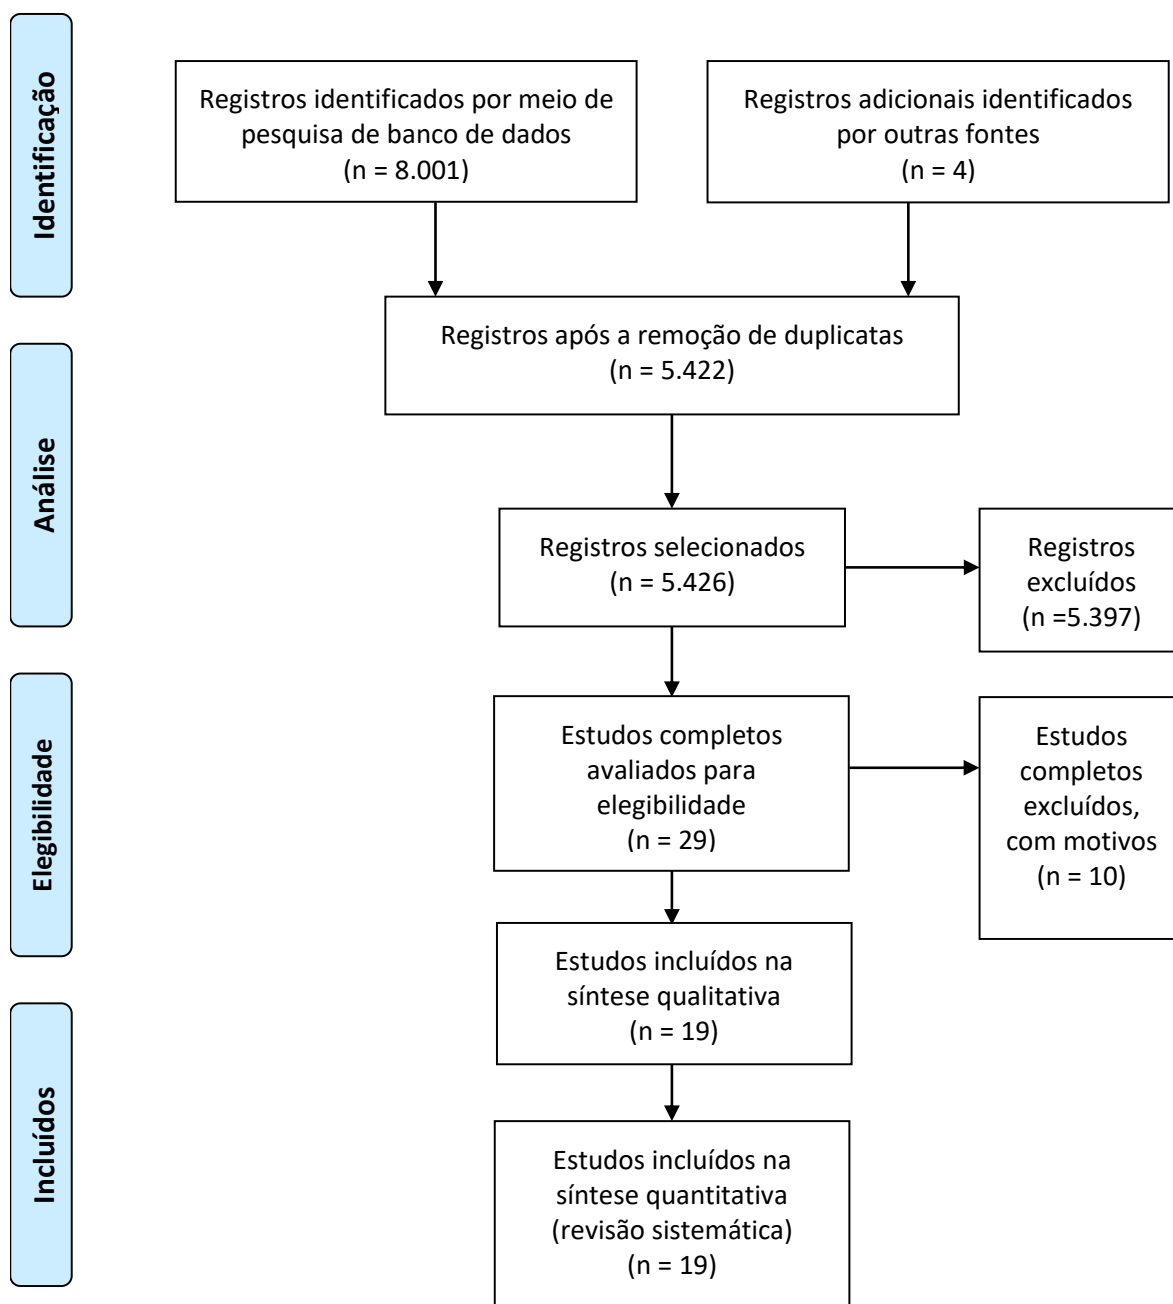 Identificação
Registros identificados por meio de
pesquisa de banco de dados
(n = 8.001)
Registros adicionais identificados
por outras fontes
(n = 4)
Registros após a remoção de duplicatas
(n = 5.422)
Análise
Registros selecionados
(n = 5.426)
Registros
excluídos
(n =5.397)
Elegibilidade
Estudos completos
avaliados para
elegibilidade
(n = 29)
Estudos
completos
excluídos,
com motivos
(n = 10)
Estudos incluídos na
síntese qualitativa
(n = 19)
Incluídos
Estudos incluídos na
síntese quantitativa
(revisão sistemática)
(n = 19)